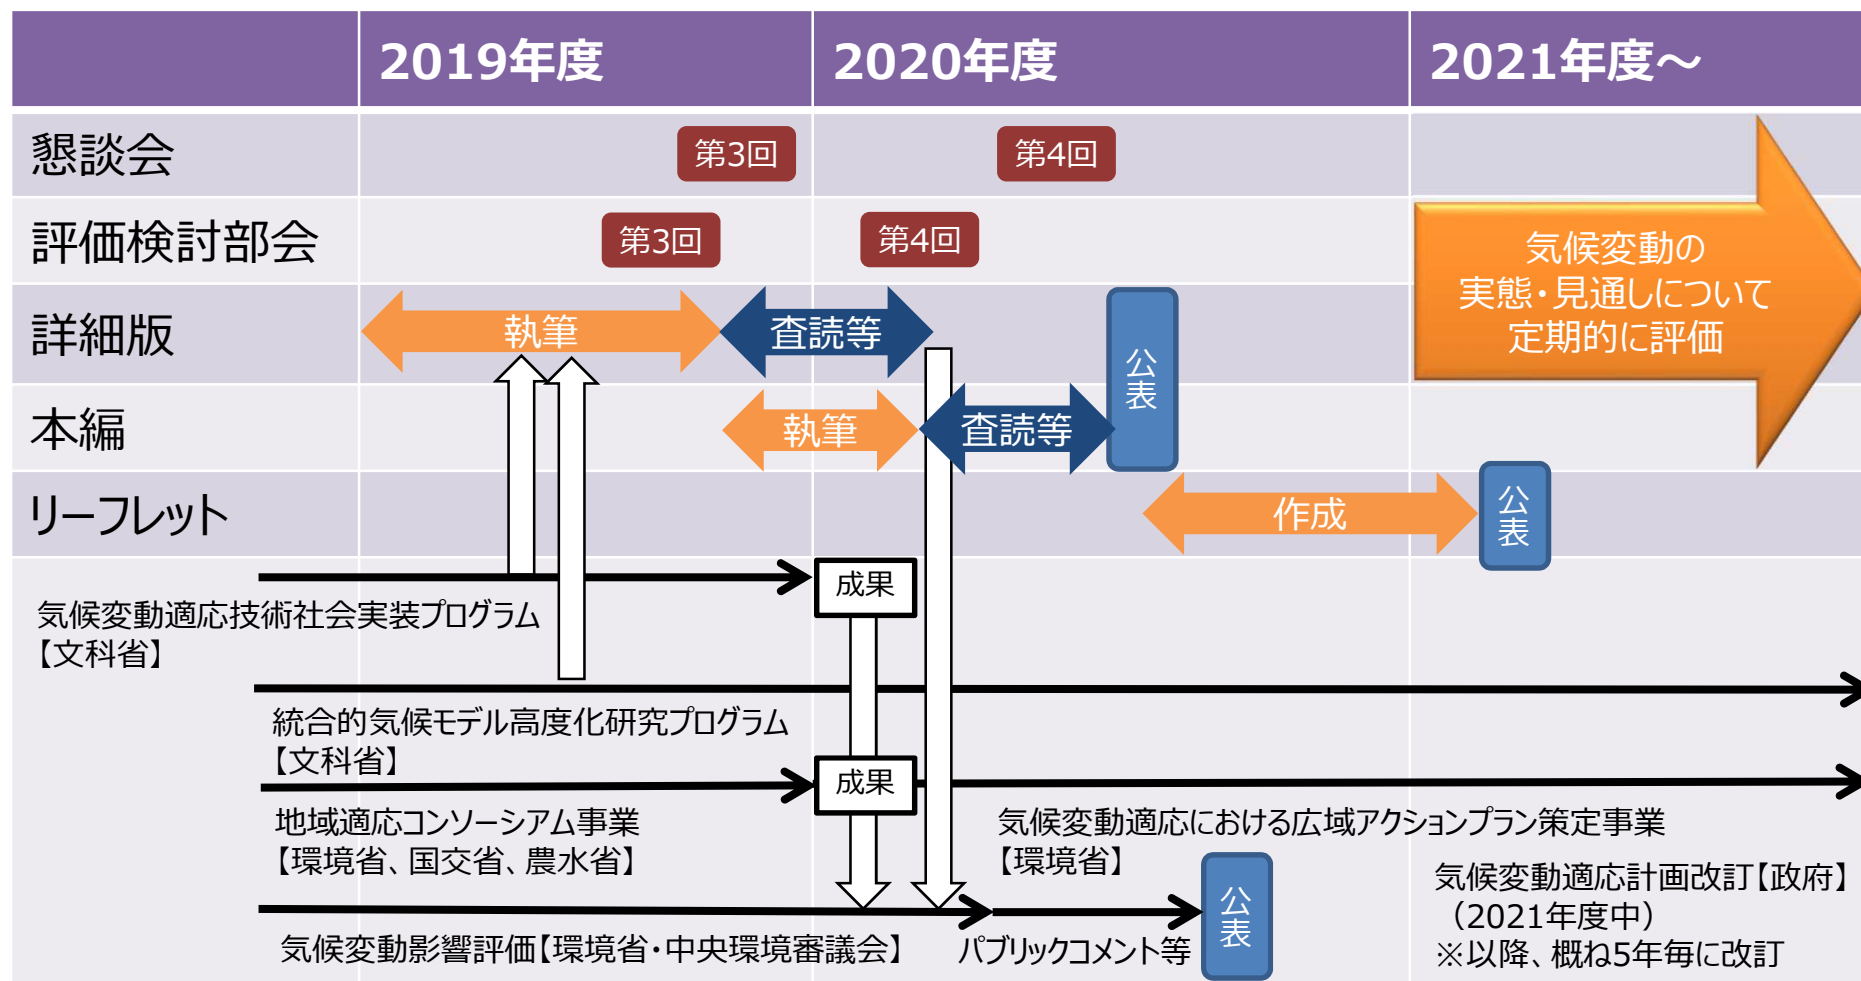 2019年度
2020年度
2021年度～
懇談会
第3回
第4回
評価検討部会
第3回
第4回
詳細版
執筆
査読等
公表
本編
執筆
査読等
リーフレット
作成
公表
気候変動の
実態・見通しについて
定期的に評価
成果
気候変動適応技術社会実装プログラム
【文科省】
統合的気候モデル高度化研究プログラム
【文科省】
成果
地域適応コンソーシアム事業
【環境省、国交省、農水省】
気候変動適応における広域アクションプラン策定事業
【環境省】
気候変動影響評価【環境省・中央環境審議会】
パブリックコメント等
公表
気候変動適応計画改訂【政府】
（2021年度中）
※以降、概ね5年毎に改訂